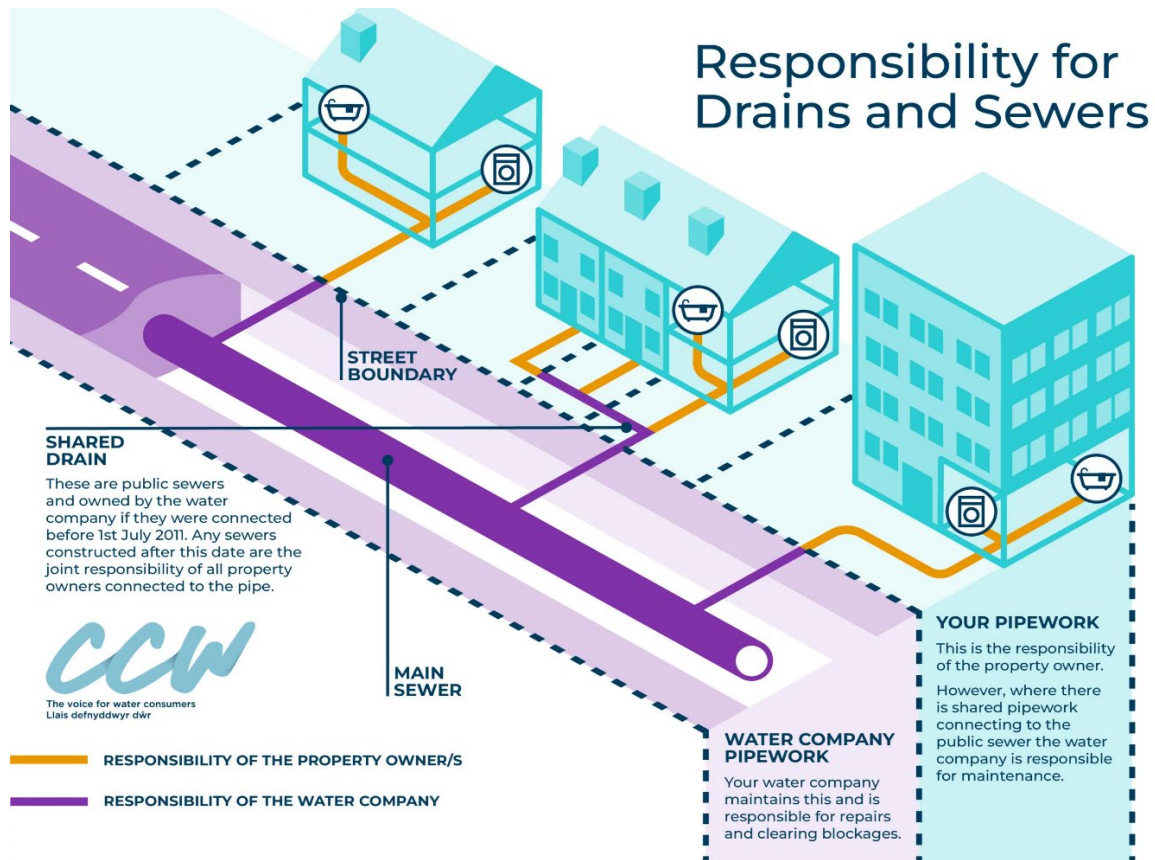 Responsibility for
Drains and Sewers
STREET
BOUNDARY
SHARED
DRAIN
These are public sewers
and owned by the water
company if they were connected
before 1st July 2011. Any sewers
constructed after this date are the
joint responsibility of all property
owners connected to the pipe.
CCW
The voice for water consumers
Llais defnyddwyr dŵr
MAIN
SEWER
RESPONSIBILITY OF THE PROPERTY OWNER/S
RESPONSIBILITY OF THE WATER COMPANY
WATER COMPANY
PIPEWORK
Your water company
maintains this and is
responsible for repairs
and clearing blockages.
YOUR PIPEWORK
This is the responsibility
of the property owner.
However, where there
is shared pipework
connecting to the
public sewer the water
company is responsible
for maintenance.